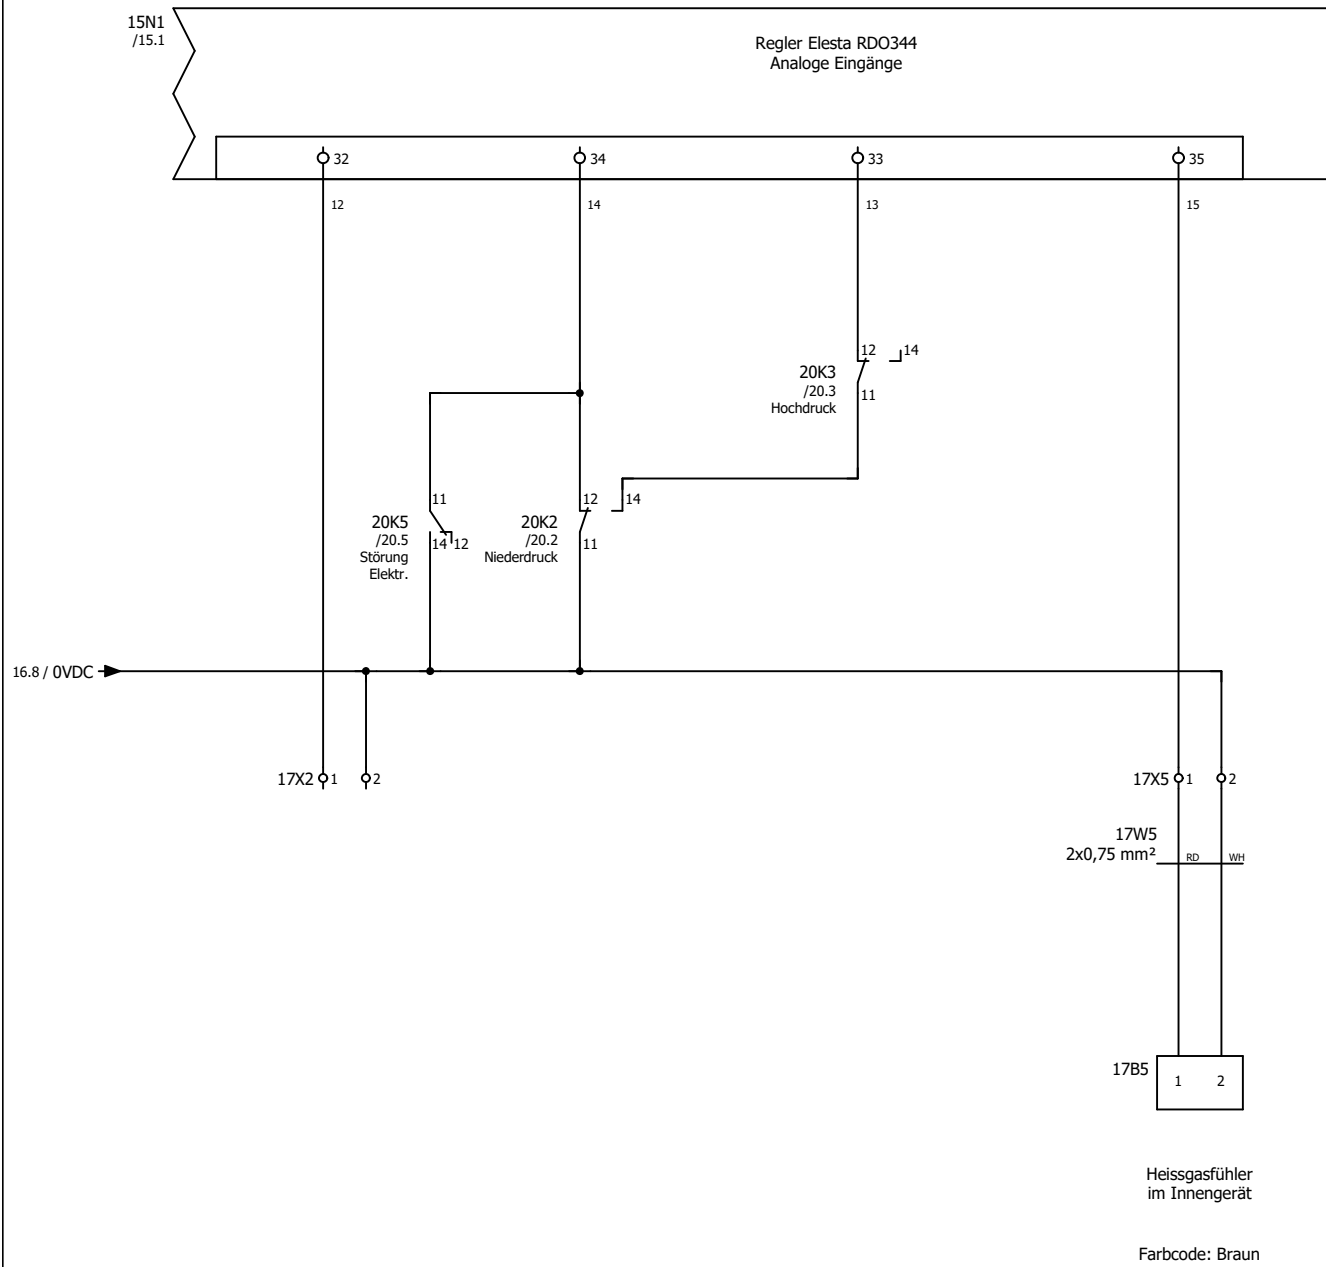 15N1
/15.1
Regler Elesta RDO344
Analoge Eingänge
32
34
33
35
12
14
13
15
12
14
20K3
/20.3
Hochdruck
11
11
20K5
/20.5
Störung
Elektr.
14
12
12
14
20K2
/20.2
Niederdruck
11
16.8 / 0VDC
17X2
1
2
17X5
1
2
17W5
2x0,75 mm²
RD
WH
17B5
1
2
Heissgasfühler
im Innengerät
Farbcode: Braun